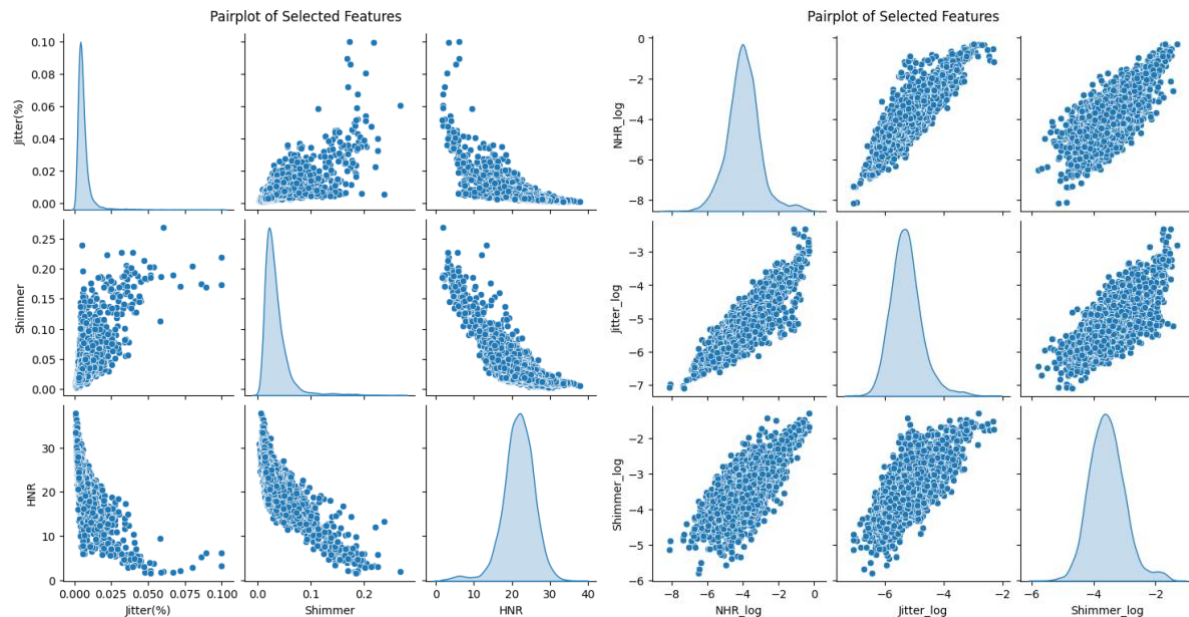 Pairplot of Selected Features
Jitter(%)
0.10
0.08
0.06
0.04
0.02
0.00
Shimmer
0.25
0.20
0.15
0.10
0.05
0.00
HNR
30
20
10
0
0.000 0.025 0.050 0.075 0.100
Jitter(%)
0.0 0.1 0.2
Shimmer
0 10 20 30 40
HNR
Pairplot of Selected Features
NHR_log
0
−2
−4
−6
−8
Jitter_log
−3
−4
−5
−6
−7
Shimmer_log
−2
−3
−4
−5
−6
−8 −6 −4 −2 0
NHR_log
−6 −4 −2
Jitter_log
−6 −4 −2
Shimmer_log